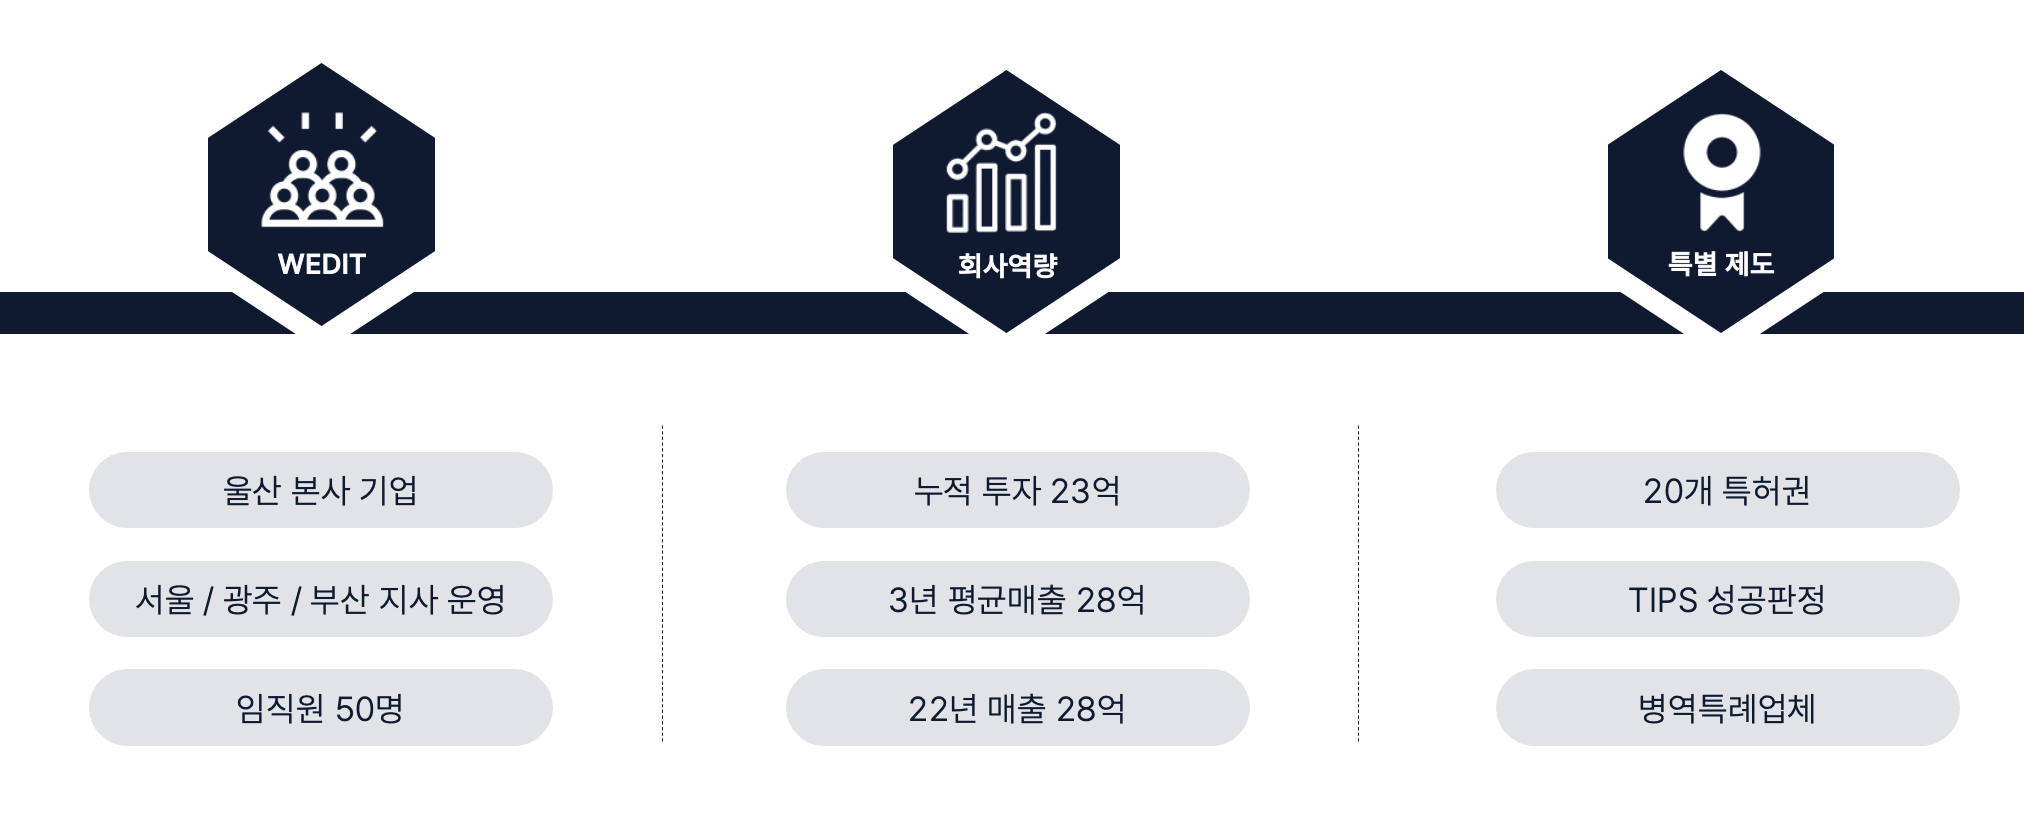 WEDIT
회사역량
특별 제도
울산 본사 기업
누적 투자 23억
20개 특허권
서울 / 광주 / 부산 지사 운영
3년 평균매출 28억
TIPS 성공판정
임직원 50명
22년 매출 28억
병역특례업체